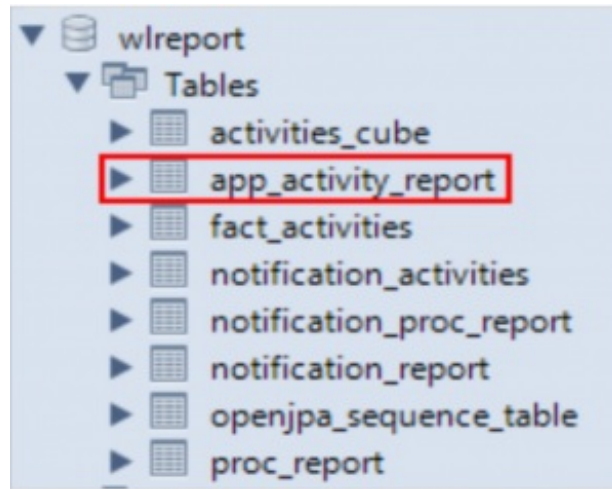 wlreport
Tables
activities_cube
app_activity_report
fact_activities
notification_activities
notification_proc_report
notification_report
openjpa_sequence_table
proc_report